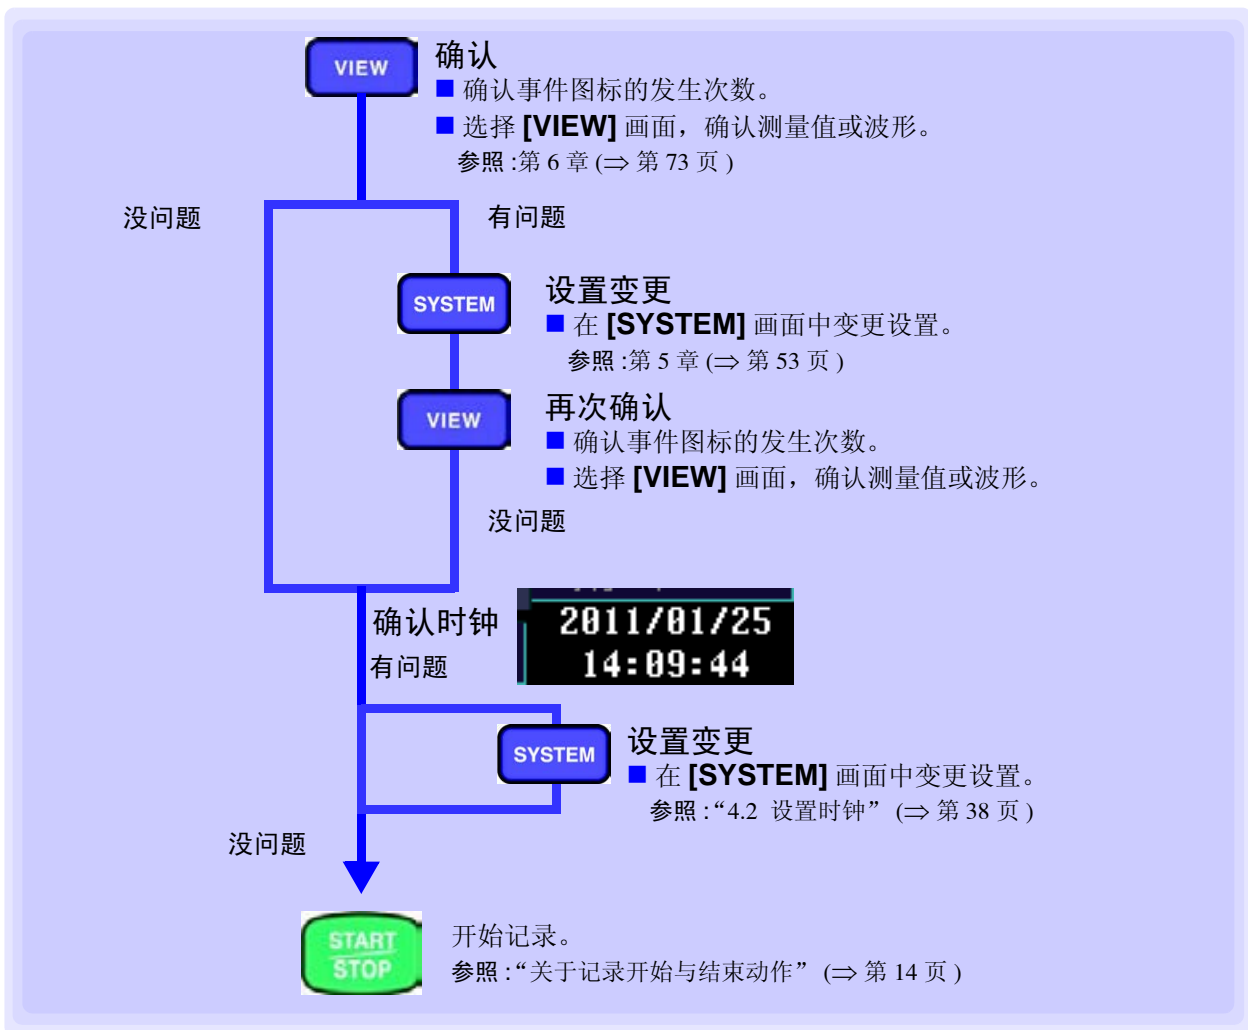 VIEW
确认
■ 确认事件图标的发生次数。
■ 选择 [VIEW] 画面，确认测量值或波形。
参照 :第 6 章 (⇒ 第 73 页 )
没问题
有问题
SYSTEM
设置变更
■ 在 [SYSTEM] 画面中变更设置。
参照 :第 5 章 (⇒ 第 53 页 )
VIEW
再次确认
■ 确认事件图标的发生次数。
■ 选择 [VIEW] 画面，确认测量值或波形。
没问题
确认时钟
2011/01/25
14:09:44
有问题
SYSTEM
设置变更
■ 在 [SYSTEM] 画面中变更设置。
参照 :“4.2 设置时钟” (⇒ 第 38 页 )
没问题
START
STOP
开始记录。
参照 :“关于记录开始与结束动作” (⇒ 第 14 页 )